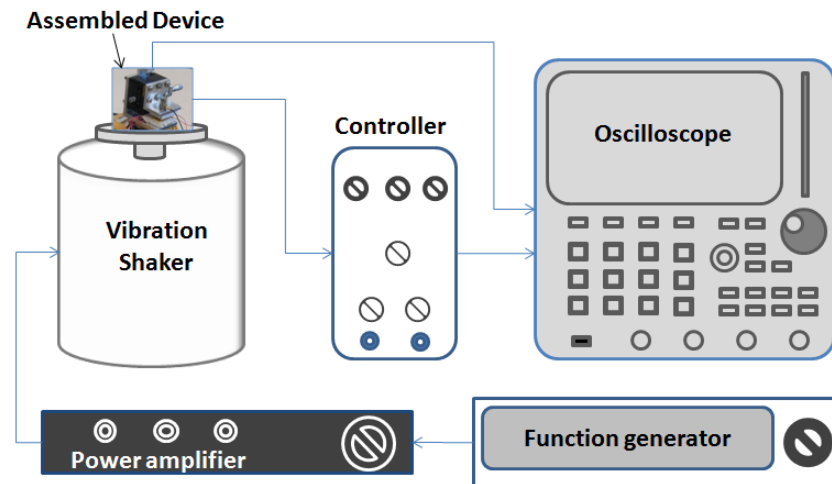 Assembled Device
Controller
Oscilloscope
Vibration
Shaker
Power amplifier
Function generator